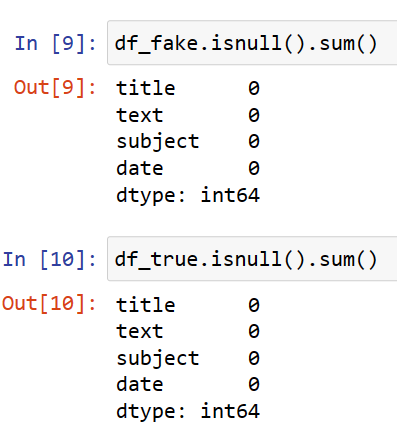 In [9]: df_fake.isnull().sum()
Out[9]: title      0
text       0
subject    0
date       0
dtype: int64
In [10]: df_true.isnull().sum()
Out[10]: title      0
text       0
subject    0
date       0
dtype: int64